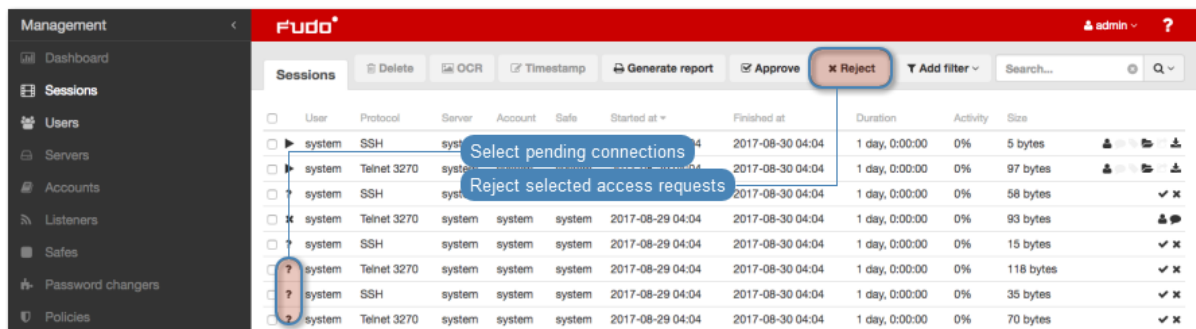 Management
Fudo
admin
?
Dashboard
Sessions
Users
Servers
Accounts
Listeners
Safes
Password changers
Policies
Sessions Delete OCR Timestamp Generate report Approve Reject Add filter Search...
User Protocol Server Account Safe Started at Finished at Duration Activity Size
system SSH 2017-08-30 04:04 1 day, 0:00:00 0% 5 bytes
Select pending connections
system Telnet 3270 2017-08-30 04:04 1 day, 0:00:00 0% 97 bytes
Reject selected access requests
? system SSH 2017-08-30 04:04 1 day, 0:00:00 0% 58 bytes
system Telnet 3270 system system system 2017-08-29 04:04 2017-08-30 04:04 1 day, 0:00:00 0% 93 bytes
? system SSH system system system 2017-08-29 04:04 2017-08-30 04:04 1 day, 0:00:00 0% 15 bytes
? system Telnet 3270 system system system 2017-08-29 04:04 2017-08-30 04:04 1 day, 0:00:00 0% 118 bytes
? system SSH system system system 2017-08-29 04:04 2017-08-30 04:04 1 day, 0:00:00 0% 35 bytes
? system Telnet 3270 system system system 2017-08-29 04:04 2017-08-30 04:04 1 day, 0:00:00 0% 70 bytes